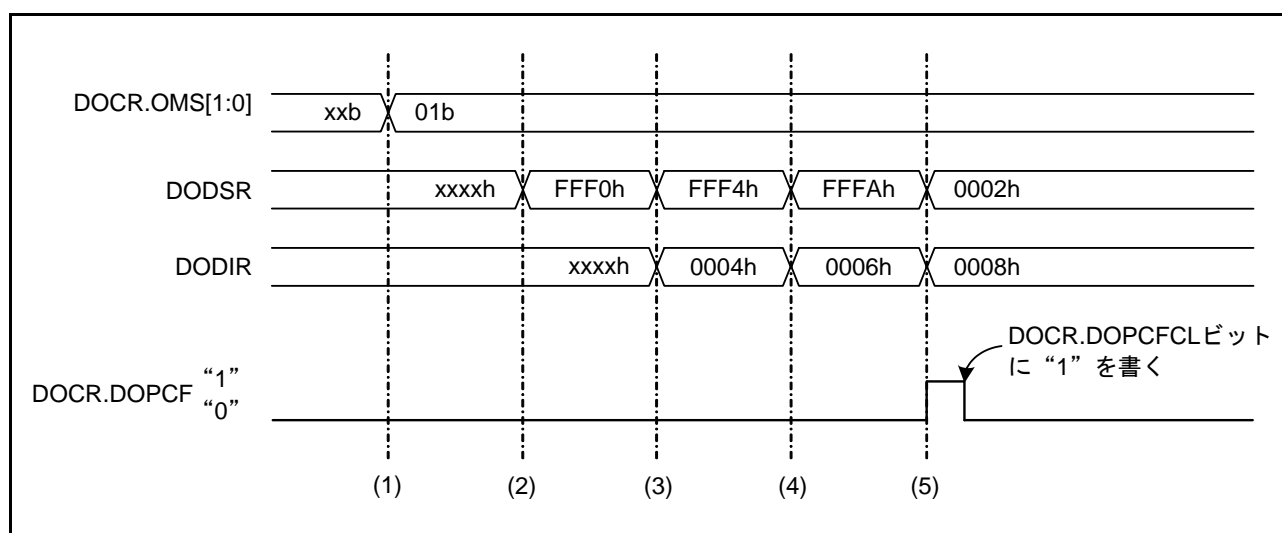 DOCR.OMS[1:0] xxb 01b
DODSR xxxxh FFF0h FFF4h FFFAh 0002h
DODIR xxxxh 0004h 0006h 0008h
DOCR.DOPCFCLビット
に“1”を書く
DOCR.DOPCF “1”
“0”
(1) (2) (3) (4) (5)